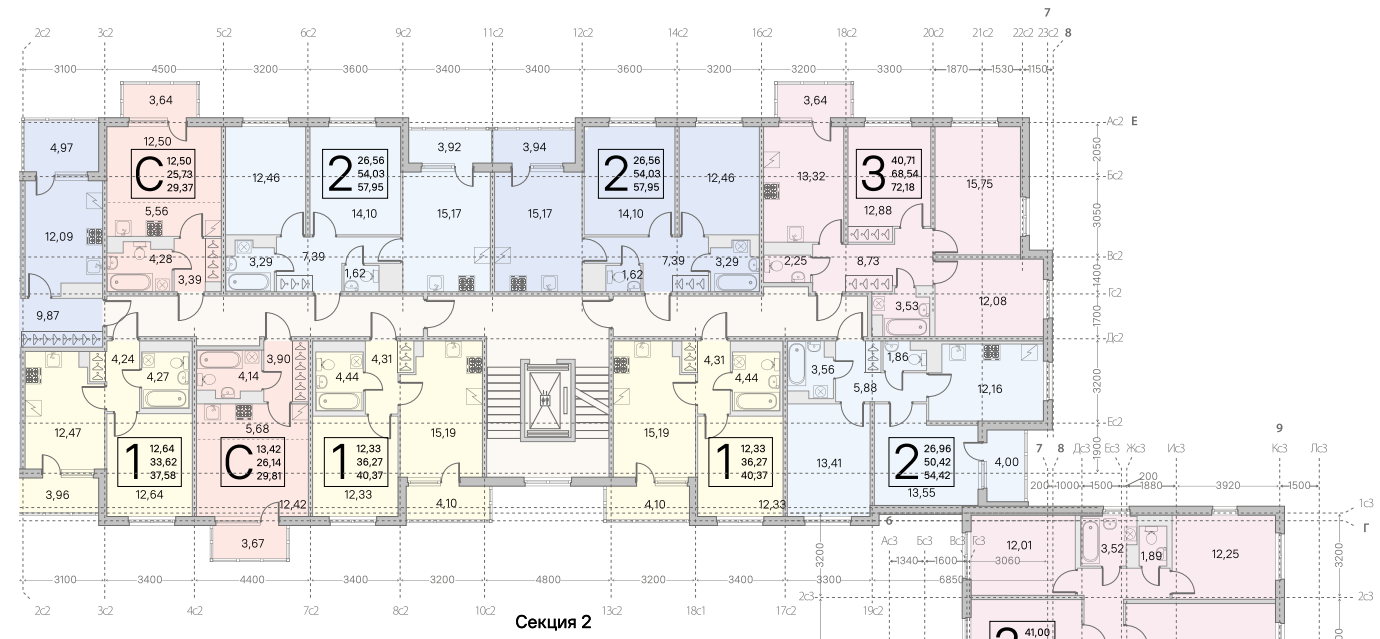 7
2с2 3с2 5с2 6с2 9с2 11с2 12с2 14с2 16с2 18с2 20с2 21с2 22с2 23с2 8
3100 4500 3200 3600 3400 3400 3600 3200 3200 3300 1870 1530 1150
3,64 3,64
Ас2 Е
4,97 12,50 3,92 3,94 2050
С 12,50 25,73 29,37
2 26,56 54,03 57,95
2 26,56 54,03 57,95
3 40,71 68,54 72,18
Бс2
12,46 12,46 13,32 15,75
5,56 14,10 15,17 15,17 14,10 12,88 3050
12,09
4,28 3,29 7,39 7,39 3,29 2,25 8,73 Вс2
3,39 1,62 1,62 1400
Гс2
9,87 3,53 12,08
1700
Дс2
4,24 4,27 4,14 3,90 4,44 4,31 4,31 4,44 3,56 5,88 1,86 12,16 3200
12,47 5,68 15,19 15,19 Ес2
1 12,64 33,62 37,58
С 13,42 26,14 29,81
1 12,33 36,27 40,37
1 12,33 36,27 40,37
2 26,96 50,42 54,42
13,41 4,00 1900
9
7 8 Дс3 Ес3 Жс3 Ис3 Кс3 Лс3
200
200 1000 1500 1880 3920 1500
3,96 12,64 12,42 12,33 4,10 4,10 12,33 13,55
1с3
Г
6
3,67
Ас3 Бс3 Вс3 Гс3
3200 1340 1600 3060 12,01 3,52 1,89 12,25 3200
3100 3400 4400 3400 3200 4800 3200 3400 3300 6850
2с3 2с3
2с2 3с2 4с2 7с2 8с2 10с2 13с2 18с1 17с2 19с2
Секция 2
41,00